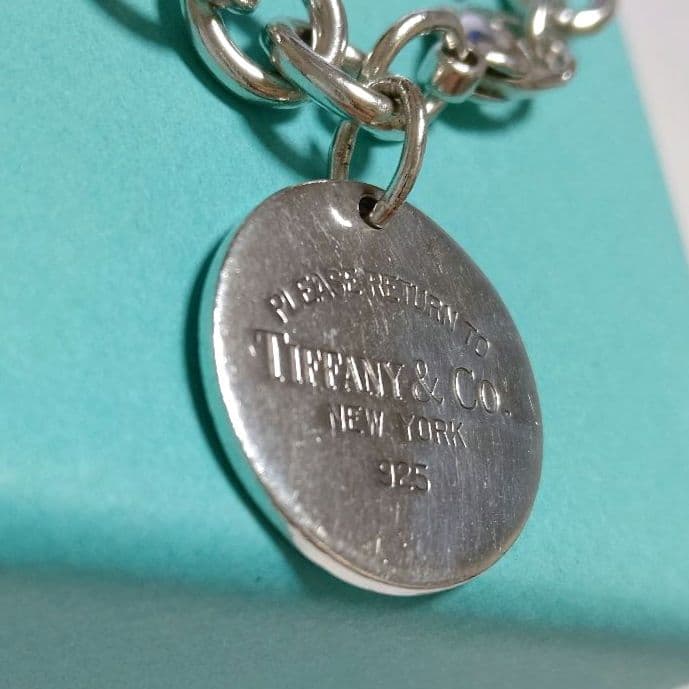 PLEASE RETURN TO
TIFFANY & CO.
NEW YORK
925